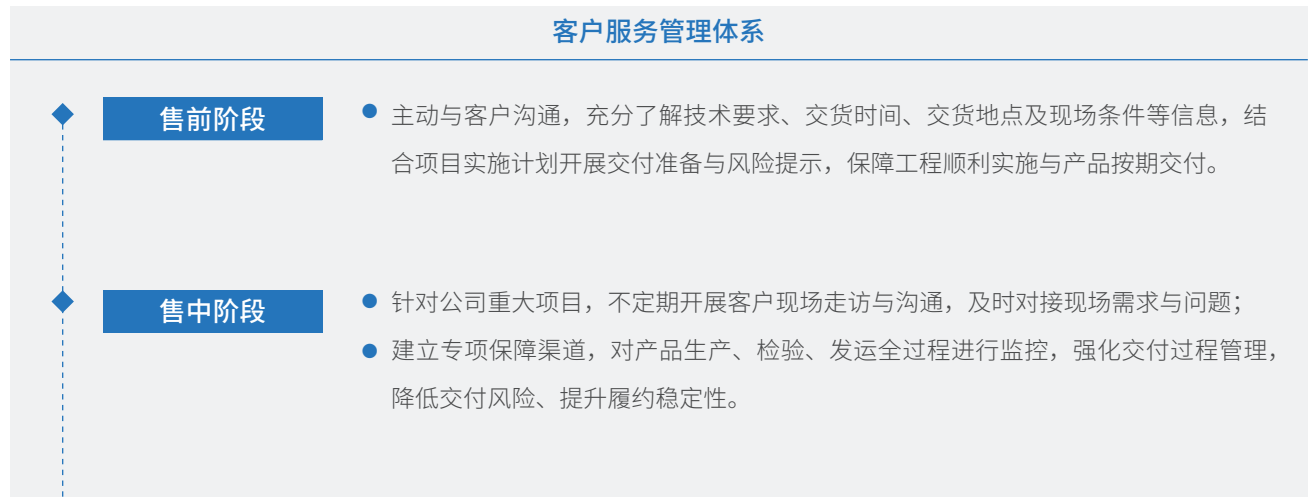 客户服务管理体系
售前阶段
主动与客户沟通，充分了解技术要求、交货时间、交货地点及现场条件等信息，结
合项目实施计划开展交付准备与风险提示，保障工程顺利实施与产品按期交付。
售中阶段
针对公司重大项目，不定期开展客户现场走访与沟通，及时对接现场需求与问题；
建立专项保障渠道，对产品生产、检验、发运全过程进行监控，强化交付过程管理，
降低交付风险、提升履约稳定性。